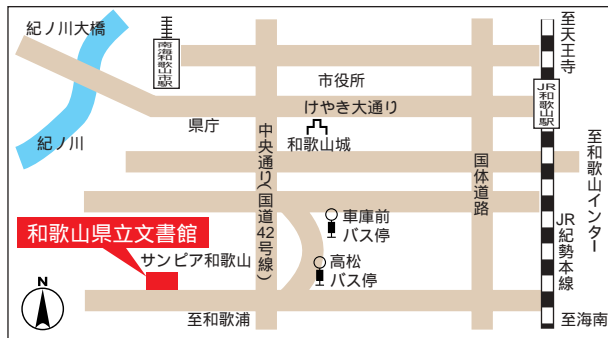 紀ノ川大橋
南海和歌山市駅
至天王寺
市役所
JR和歌山駅
けやき大通り
県庁
和歌山城
紀ノ川
中央通り(国道42号線)
国体道路
至和歌山インター
車庫前
バス停
和歌山県立文書館
サンピア和歌山
高松
バス停
JR紀勢本線
N
至和歌浦
至海南